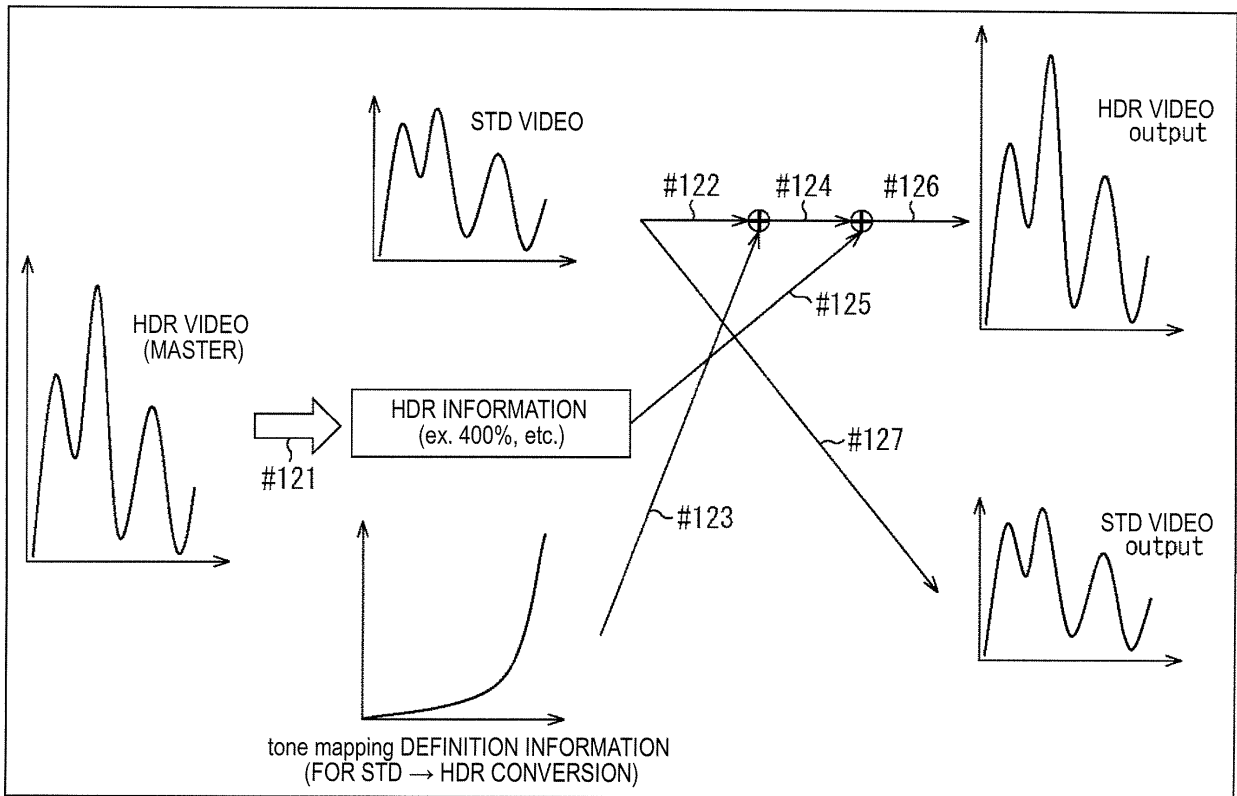 HDR VIDEO
(MASTER)
#121
STD VIDEO
HDR INFORMATION
(ex. 400%, etc.)
tone mapping DEFINITION INFORMATION
(FOR STD → HDR CONVERSION)
#122
#124
#126
#125
#123
#127
HDR VIDEO
output
STD VIDEO
output